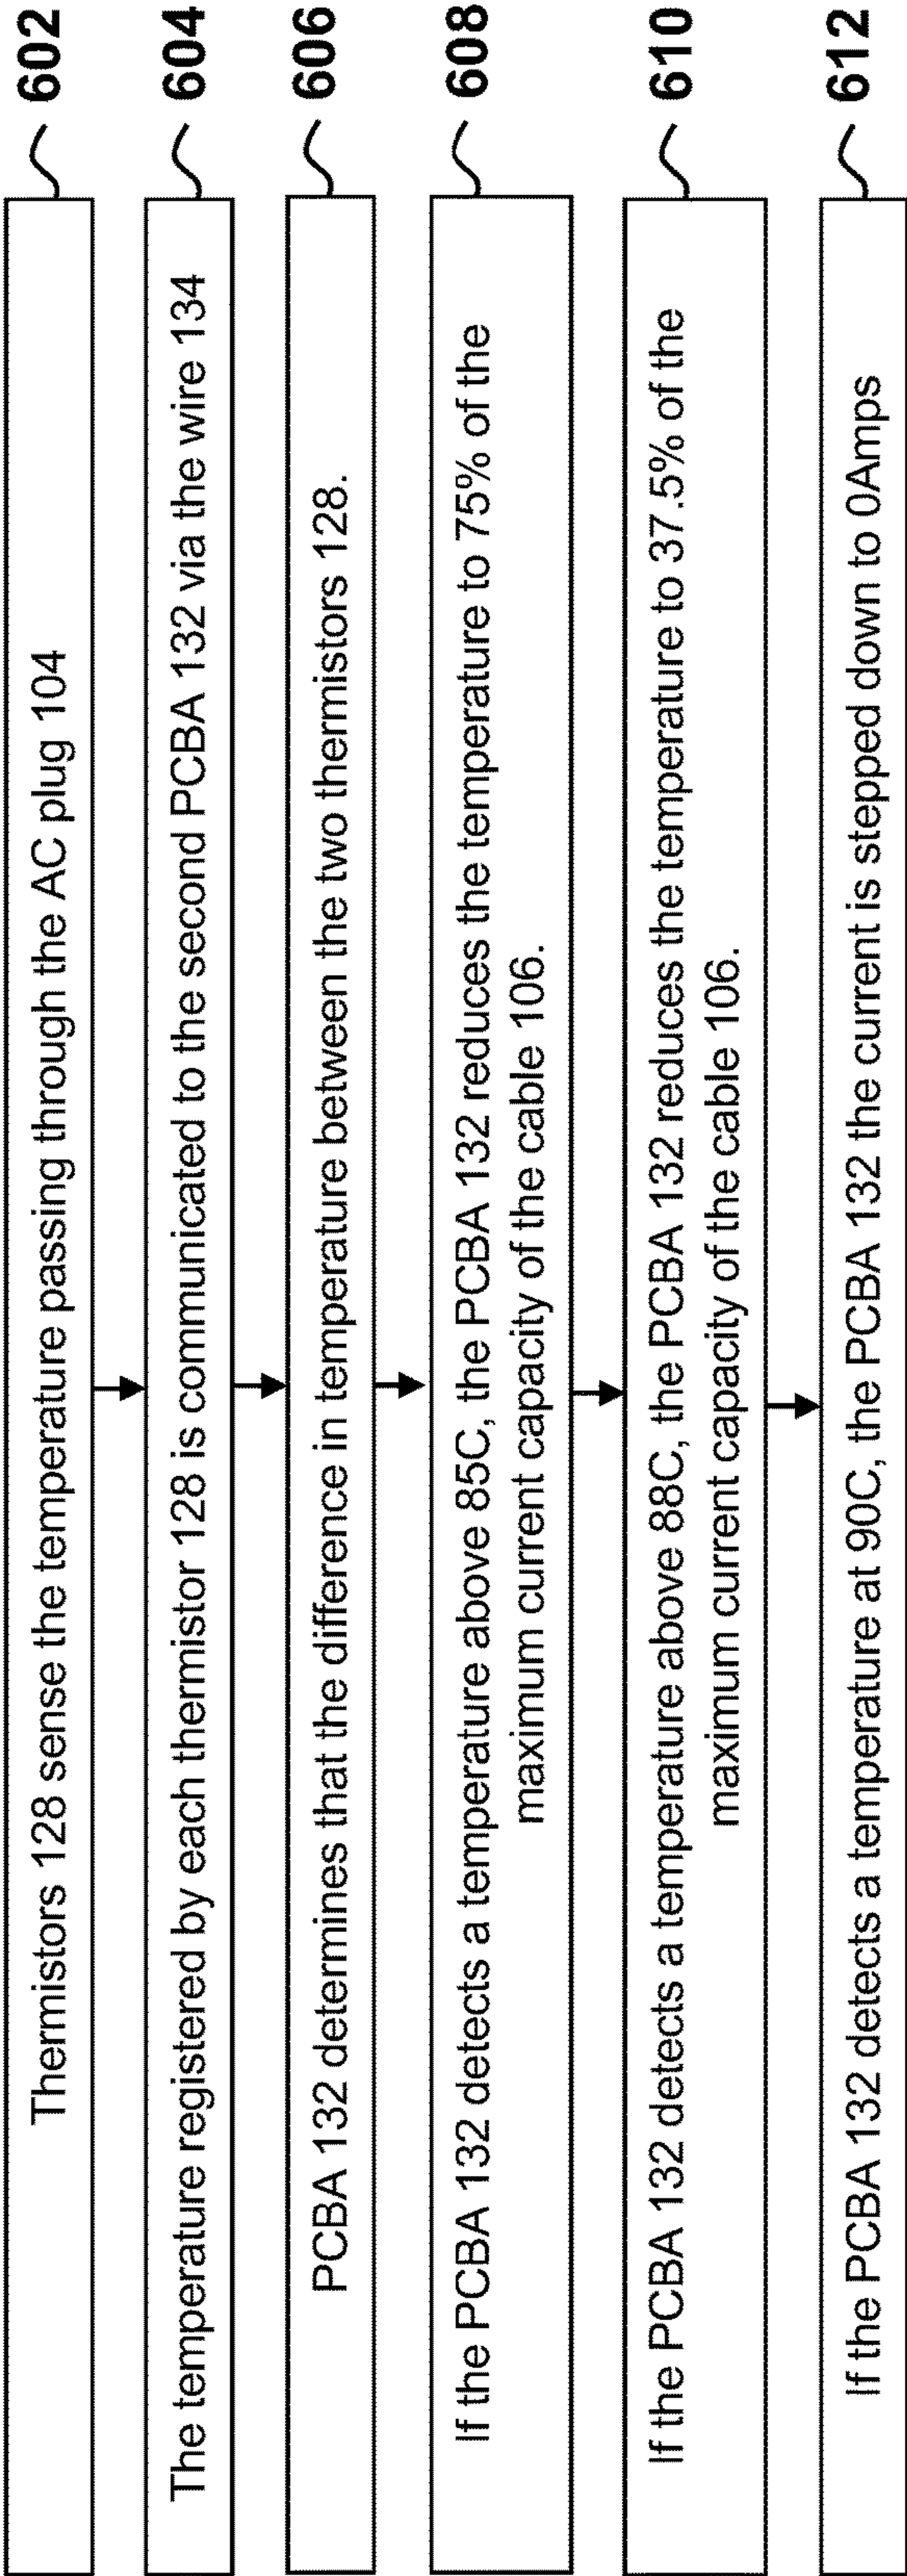 Thermistors 128 sense the temperature passing through the AC plug 104
602
The temperature registered by each thermistor 128 is communicated to the second PCBA 132 via the wire 134
604
PCBA 132 determines that the difference in temperature between the two thermistors 128.
606
If the PCBA 132 detects a temperature above 85C, the PCBA 132 reduces the temperature to 75% of the
maximum current capacity of the cable 106.
608
If the PCBA 132 detects a temperature above 88C, the PCBA 132 reduces the temperature to 37.5% of the
maximum current capacity of the cable 106.
610
If the PCBA 132 detects a temperature at 90C, the PCBA 132 the current is stepped down to 0Amps
612